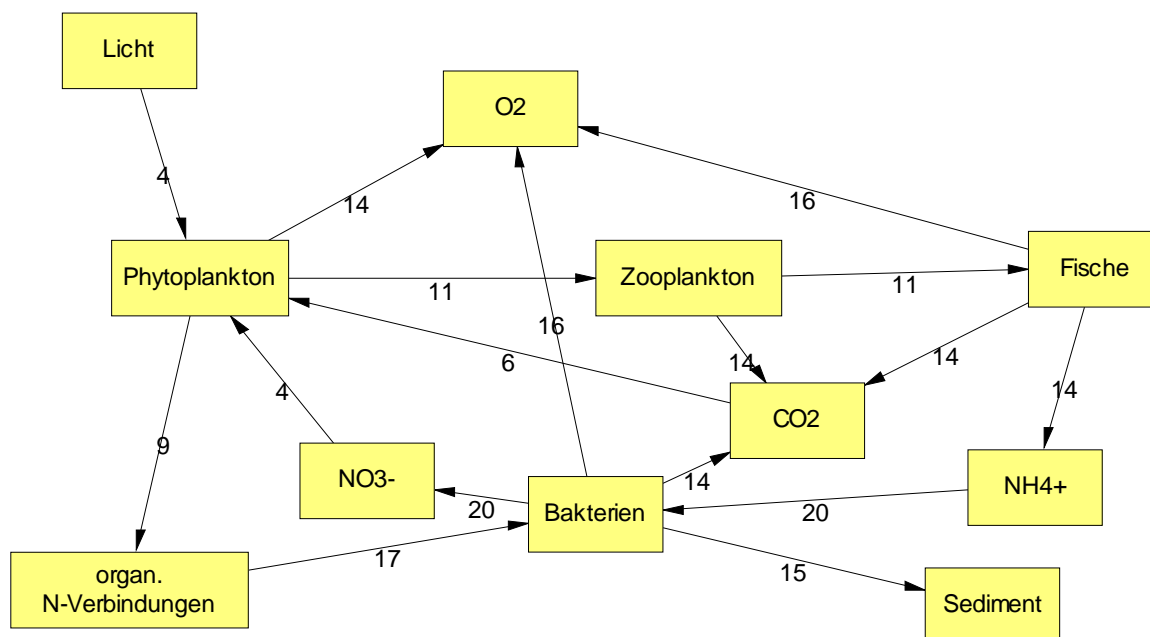 Licht
O2
4
14
16
Phytoplankton
Zooplankton
Fische
11
11
16
6
14
14
4
CO2
14
9
NO3-
14
NH4+
20
Bakterien
20
17
organ.
N-Verbindungen
15
Sediment